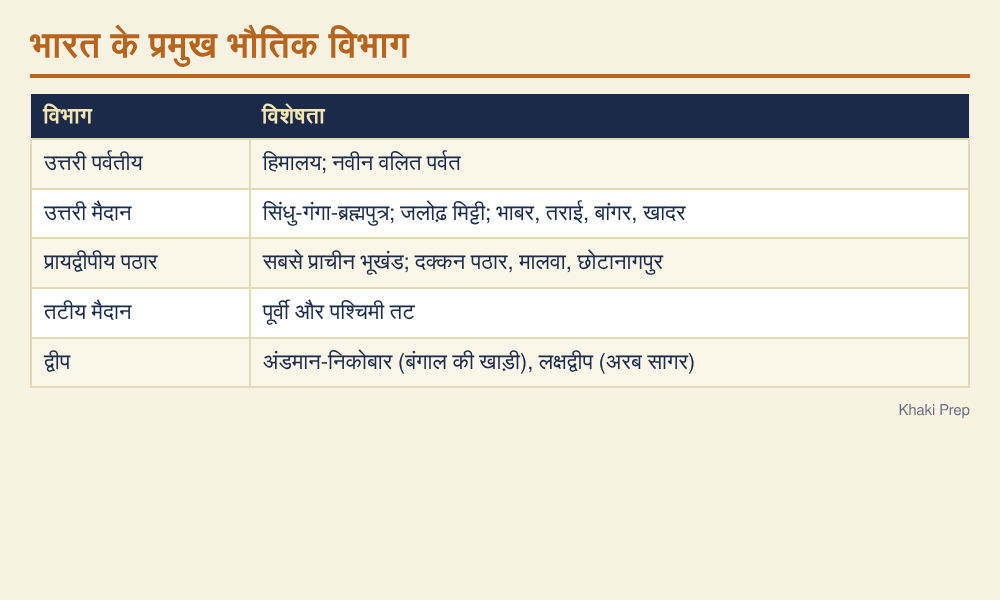 भारत के प्रमुख भौतिक विभाग
विभाग विशेषता
उत्तरी पर्वतीय हिमालय; नवीन वलित पर्वत
उत्तरी मैदान सिंधु-गंगा-ब्रह्मपुत्र; जलोढ़ मिट्टी; भाबर, तराई, बांगर, खादर
प्रायद्वीपीय पठार सबसे प्राचीन भूखंड; दक्कन पठार, मालवा, छोटानागपुर
तटीय मैदान पूर्वी और पश्चिमी तट
द्वीप अंडमान-निकोबार (बंगाल की खाड़ी), लक्षद्वीप (अरब सागर)
Khaki Prep